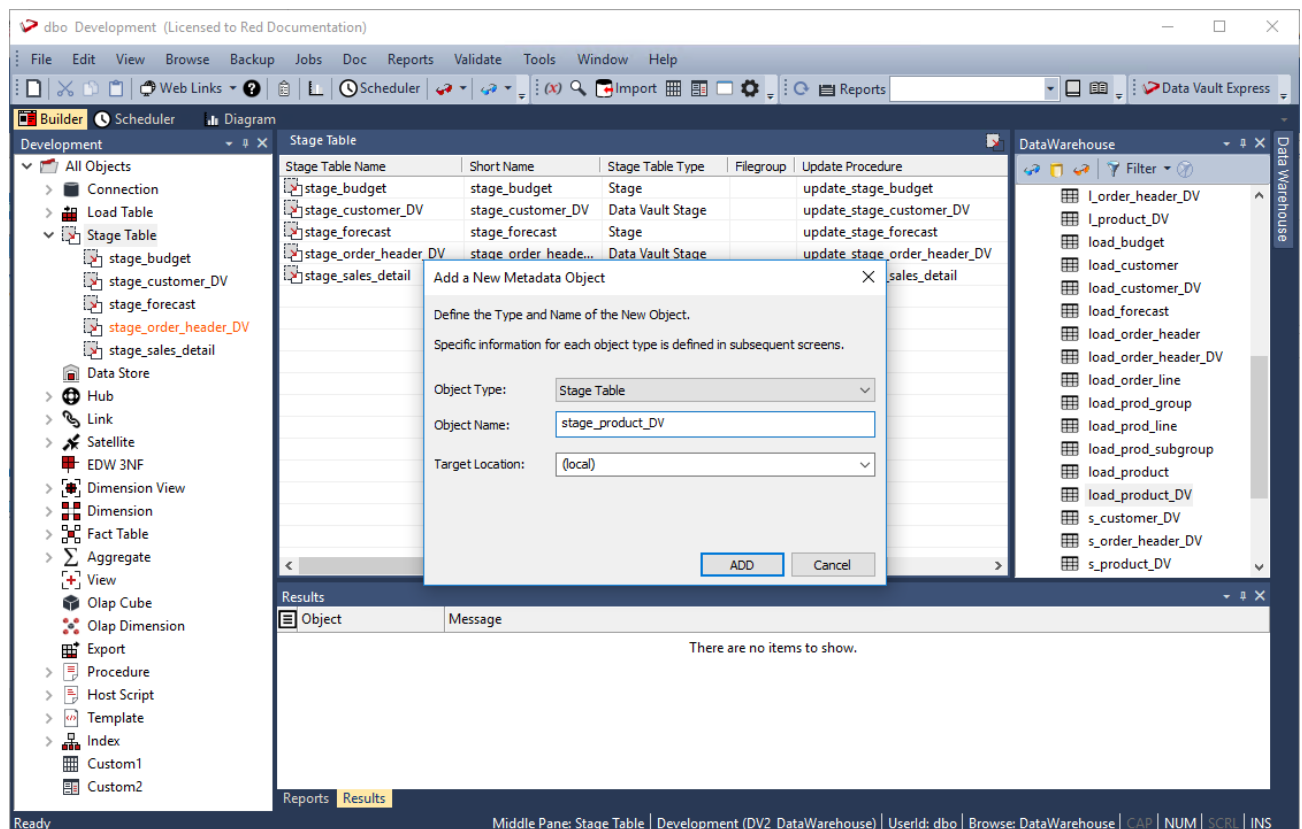 dbo Development (Licensed to Red Documentation)
File Edit View Browse Backup Jobs Doc Reports Validate Tools Window Help
Web Links Scheduler (x) Import Reports Data Vault Express
Builder Scheduler Diagram
Development
All Objects
Connection
Load Table
Stage Table
stage_budget
stage_customer_DV
stage_forecast
stage_order_header_DV
stage_sales_detail
Data Store
Hub
Link
Satellite
EDW 3NF
Dimension View
Dimension
Fact Table
Aggregate
View
Olap Cube
Olap Dimension
Export
Procedure
Host Script
Template
Index
Custom1
Custom2
Stage Table
Stage Table Name Short Name Stage Table Type Filegroup Update Procedure
stage_budget stage_budget Stage update_stage_budget
stage_customer_DV stage_customer_DV Data Vault Stage update_stage_customer_DV
stage_forecast stage_forecast Stage update_stage_forecast
stage_order_header_DV stage_order_heade... Data Vault Stage update_stage_order_header_DV
stage_sales_detail sales_detail
Add a New Metadata Object
Define the Type and Name of the New Object.
Specific information for each object type is defined in subsequent screens.
Object Type: Stage Table
Object Name: stage_product_DV
Target Location: (local)
ADD Cancel
DataWarehouse
Filter
l_order_header_DV
l_product_DV
load_budget
load_customer
load_customer_DV
load_forecast
load_order_header
load_order_header_DV
load_order_line
load_prod_group
load_prod_line
load_prod_subgroup
load_product
load_product_DV
s_customer_DV
s_order_header_DV
s_product_DV
Data Warehouse
Results
Object Message
There are no items to show.
Reports Results
Ready Middle Pane: Stage Table Development (DV2_DataWarehouse) UserId: dbo Browse: DataWarehouse CAP NUM SCRL INS